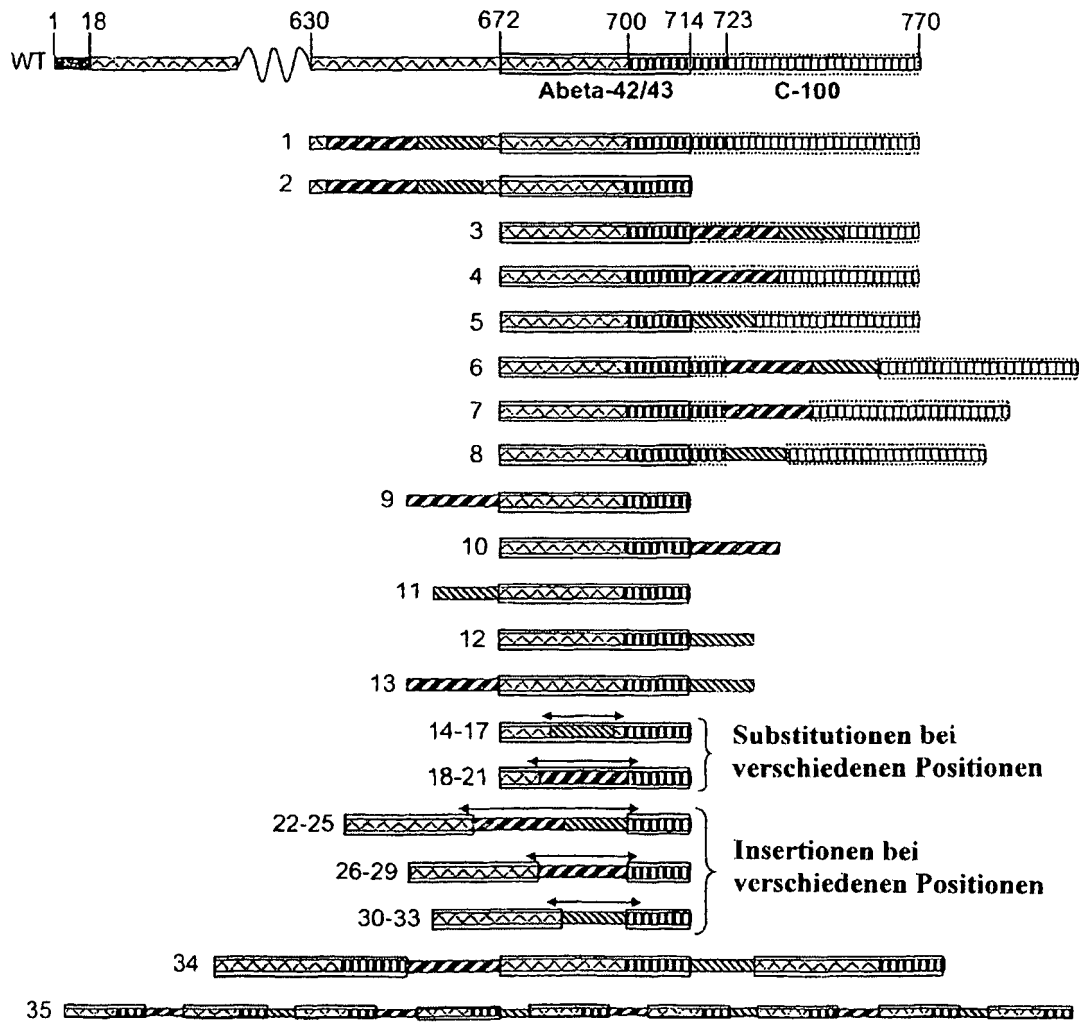 1 18 630 672 700 714 723 770
WT
Abeta-42/43 C-100
1
2
3
4
5
6
7
8
9
10
11
12
13
14-17
18-21
Substitutionen bei
verschiedenen Positionen
22-25
26-29
30-33
Insertionen bei
verschiedenen Positionen
34
35